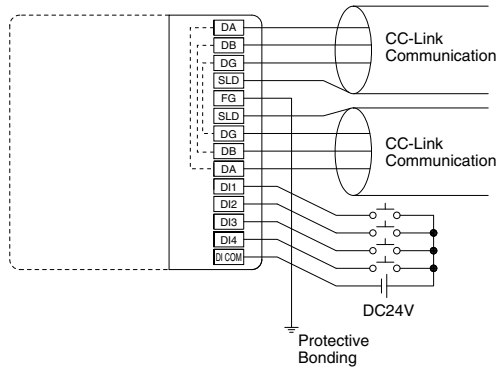 DA
DB
DG
SLD
FG
SLD
DG
DB
DA
DI1
DI2
DI3
DI4
DI COM
CC-Link
Communication
CC-Link
Communication
DC24V
Protective
Bonding